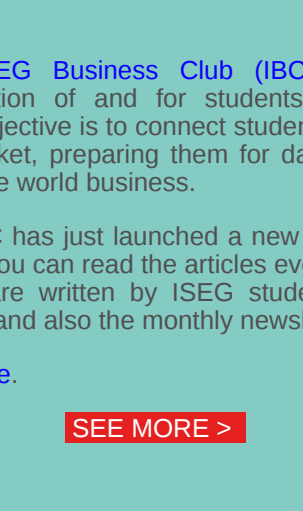 EG Business Club (IBC
tion of and for students
jective is to connect studen
ket, preparing them for da
e world business.
C has just launched a new
ou can read the articles eve
are written by ISEG stude
and also the monthly newsl
e.
SEE MORE >